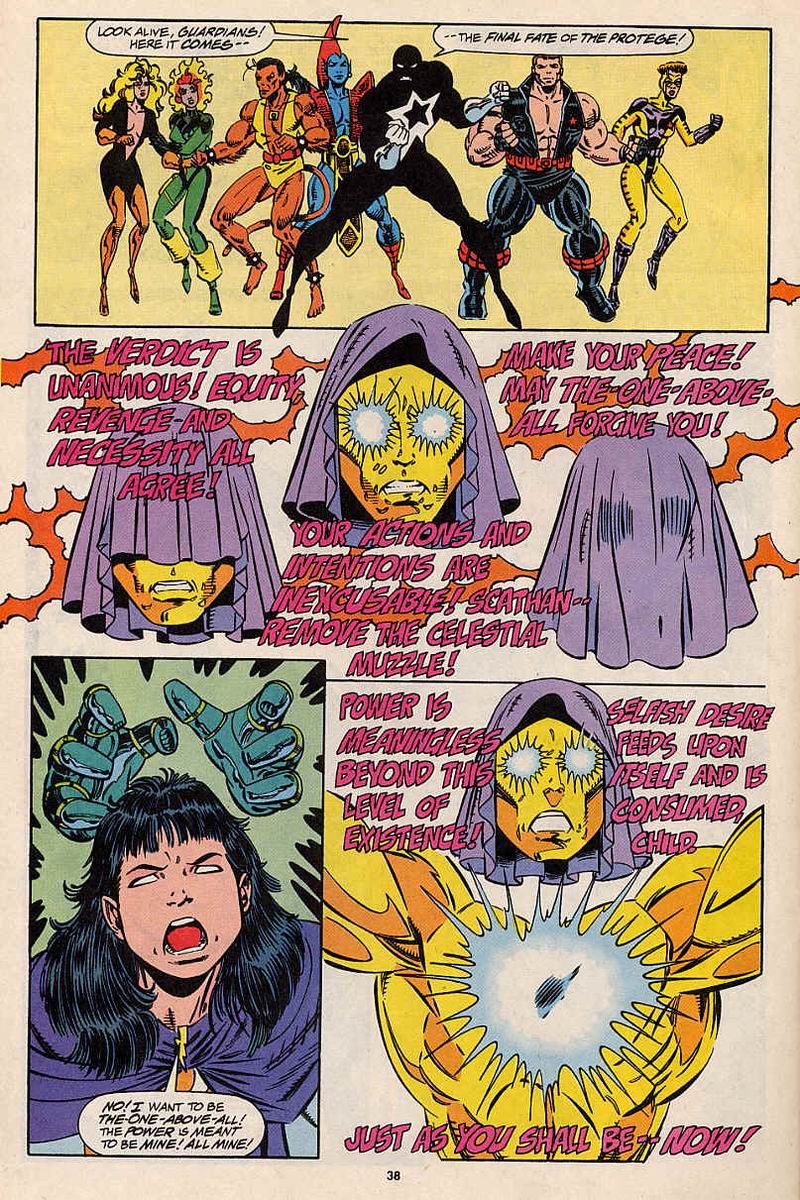 LOOK ALIVE, GUARDIANS!
HERE IT COMES--
--THE FINAL FATE OF THE PROTEGE!
THE VERDICT IS
UNANIMOUS! EQUITY,
REVENGE AND
NECESSITY ALL
AGREE!
MAKE YOUR PEACE!
MAY THE-ONE-ABOVE-
ALL FORGIVE YOU!
YOUR ACTIONS AND
INTENTIONS ARE
INEXCUSABLE! SCATHAN--
REMOVE THE CELESTIAL
MUZZLE!
NO! I WANT TO BE
THE-ONE-ABOVE-ALL!
THE POWER IS MEANT
TO BE MINE! ALL MINE!
POWER IS
MEANINGLESS
BEYOND THIS
LEVEL OF
EXISTENCE!
SELFISH DESIRE
FEEDS UPON
ITSELF AND IS
CONSUMED,
CHILD.
JUST AS YOU SHALL BE-- NOW!
38